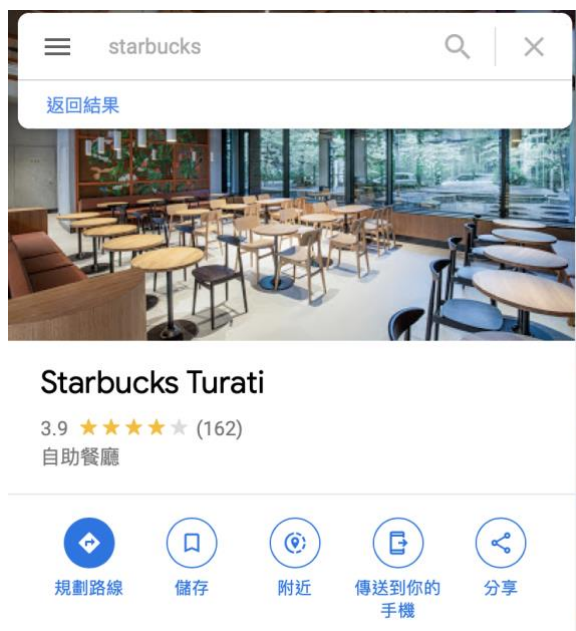 starbucks
返回結果
Starbucks Turati
3.9 (162)
自助餐廳
規劃路線
儲存
附近
傳送到你的
手機
分享